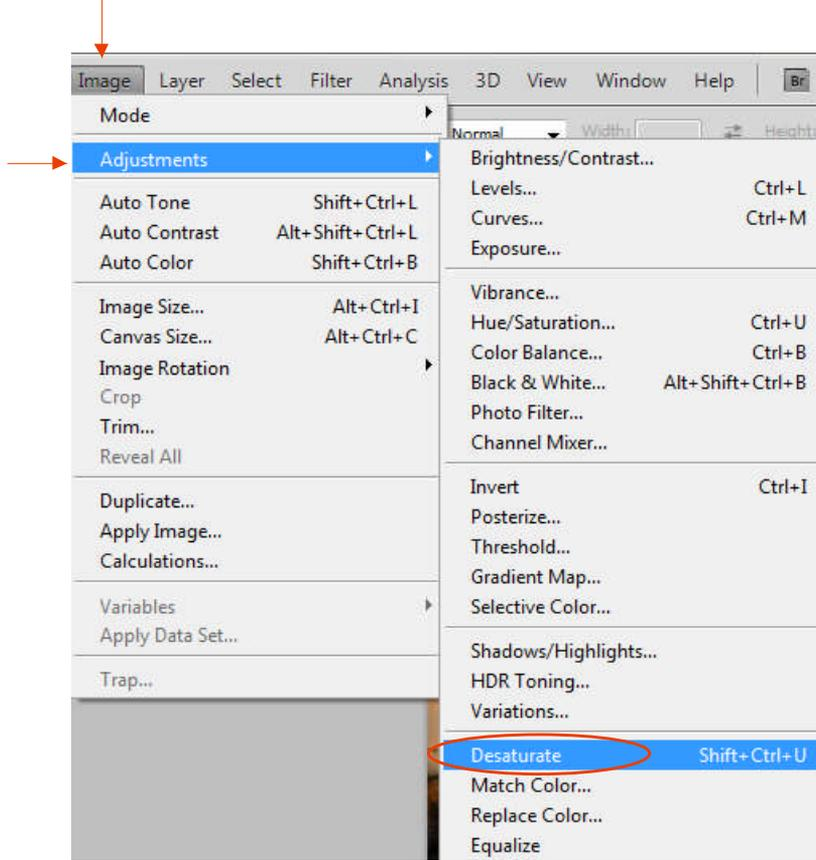 Image Layer Select Filter Analysis 3D View Window Help Br
Mode
Normal Width: Height:
Adjustments
Auto Tone Shift+Ctrl+L
Auto Contrast Alt+Shift+Ctrl+L
Auto Color Shift+Ctrl+B
Image Size... Alt+Ctrl+I
Canvas Size... Alt+Ctrl+C
Image Rotation
Crop
Trim...
Reveal All
Duplicate...
Apply Image...
Calculations...
Variables
Apply Data Set...
Trap...
Brightness/Contrast...
Levels... Ctrl+L
Curves... Ctrl+M
Exposure...
Vibrance...
Hue/Saturation... Ctrl+U
Color Balance... Ctrl+B
Black & White... Alt+Shift+Ctrl+B
Photo Filter...
Channel Mixer...
Invert Ctrl+I
Posterize...
Threshold...
Gradient Map...
Selective Color...
Shadows/Highlights...
HDR Toning...
Variations...
Desaturate Shift+Ctrl+U
Match Color...
Replace Color...
Equalize